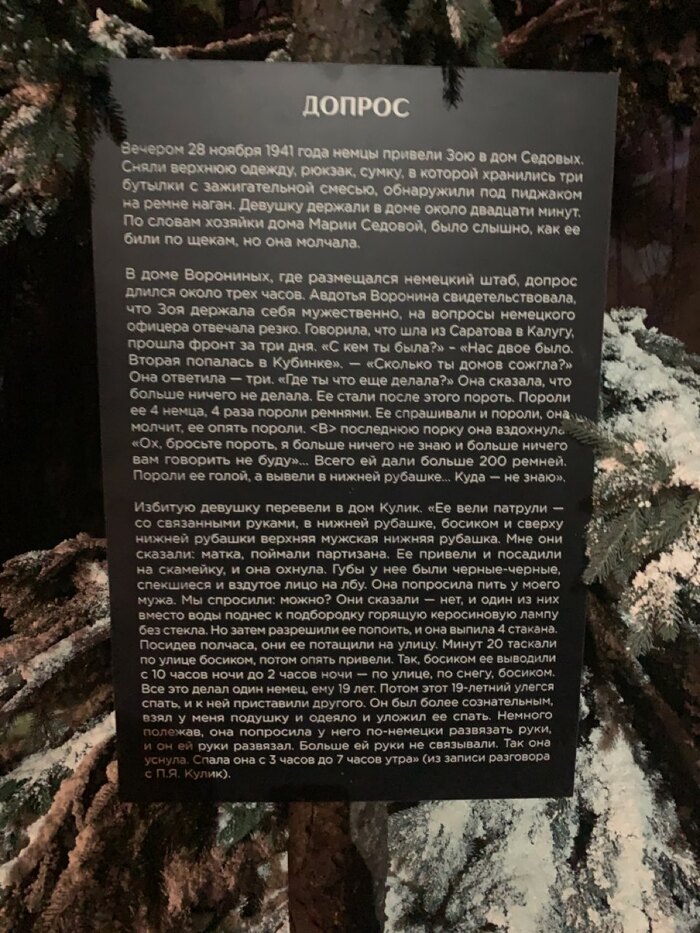 ДОПРОС
Вечером 28 ноября 1941 года немцы привели Зою в дом Седовых.
Сняли верхнюю одежду, рюкзак, сумку, в которой хранились три
бутылки с зажигательной смесью, обнаружили под пиджаком
на ремне наган. Девушку держали в доме около двадцати минут.
По словам хозяйки дома Марии Седовой, было слышно, как ее
били по щекам, но она молчала.
В доме Ворониных, где размещался немецкий штаб, допрос
длился около трех часов. Авдотья Воронина свидетельствовала,
что Зоя держала себя мужественно, на вопросы немецкого
офицера отвечала резко. Говорила, что шла из Саратова в Калугу,
прошла фронт за три дня. «С кем ты была?» – «Нас двое было.
Вторая попалась в Кубинке». — «Сколько ты домов сожгла?»
Она ответила — три. «Где ты что еще делала?» Она сказала, что
больше ничего не делала. Ее стали после этого пороть. Пороли
ее 4 немца, 4 раза пороли ремнями. Ее спрашивали и пороли, она
молчит, ее опять пороли. <В> последнюю порку она вздохнула:
«Ох, бросьте пороть, я больше ничего не знаю и больше ничего
вам говорить не буду»... Всего ей дали больше 200 ремней.
Пороли ее голой, а вывели в нижней рубашке... Куда — не знаю».
Избитую девушку перевели в дом Кулик. «Ее вели патрули —
со связанными руками, в нижней рубашке, босиком и сверху
нижней рубашки верхняя мужская нижняя рубашка. Мне они
сказали: матка, поймали партизана. Ее привели и посадили
на скамейку, и она охнула. Губы у нее были черные-черные,
спекшиеся и вздутое лицо на лбу. Она попросила пить у моего
мужа. Мы спросили: можно? Они сказали — нет, и один из них
вместо воды поднес к подбородку горящую керосиновую лампу
без стекла. Но затем разрешили ее попоить, и она выпила 4 стакана.
Посидев полчаса, они ее потащили на улицу. Минут 20 таскали
по улице босиком, потом опять привели. Так, босиком ее выводили
с 10 часов ночи до 2 часов ночи — по улице, по снегу, босиком.
Все это делал один немец, ему 19 лет. Потом этот 19-летний улегся
спать, и к ней приставили другого. Он был более сознательным,
взял у меня подушку и одеяло и уложил ее спать. Немного
полежав, она попросила у него по-немецки развязать руки,
и он ей руки развязал. Больше ей руки не связывали. Так она
уснула. Спала она с 3 часов до 7 часов утра» (из записи разговора
с П.Я. Кулик).